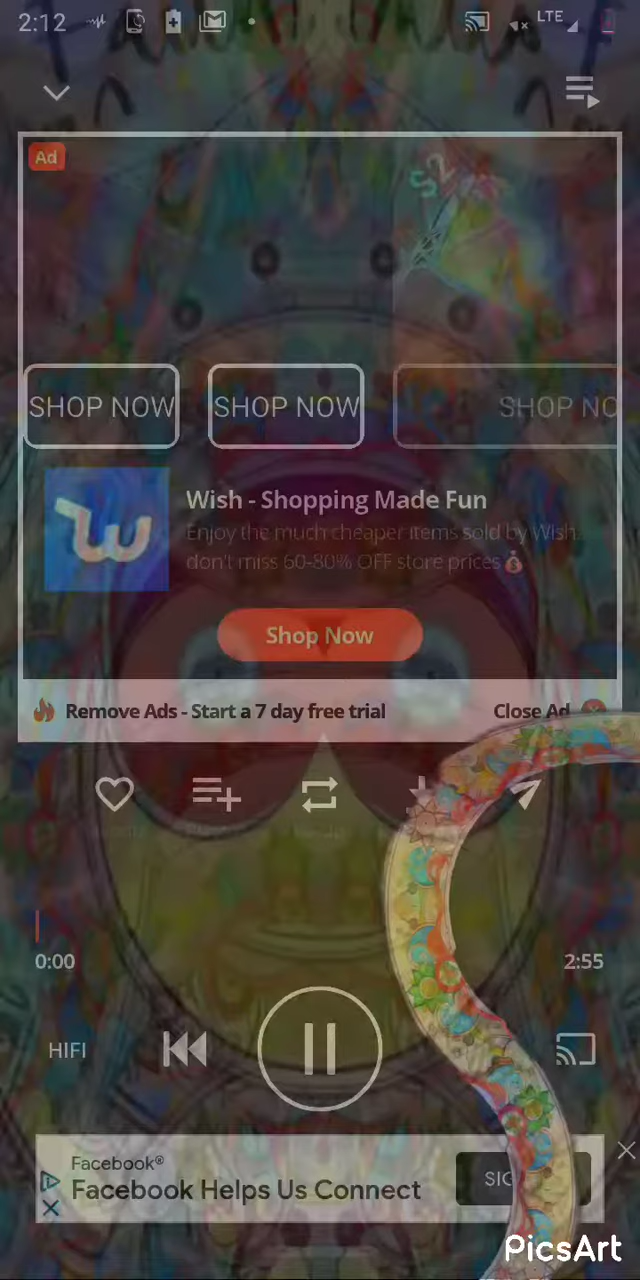 2:12
LTE
Ad
52
SHOP NOW
SHOP NOW
SHOP NO
Wish - Shopping Made Fun
Enjoy the much cheaper items sold by Wish.
don't miss 60-80% OFF store prices💰
Shop Now
Remove Ads - Start a 7 day free trial
Close Ad
0:00
2:55
HIFI
Facebook®
Facebook Helps Us Connect
SIG
PicsArt